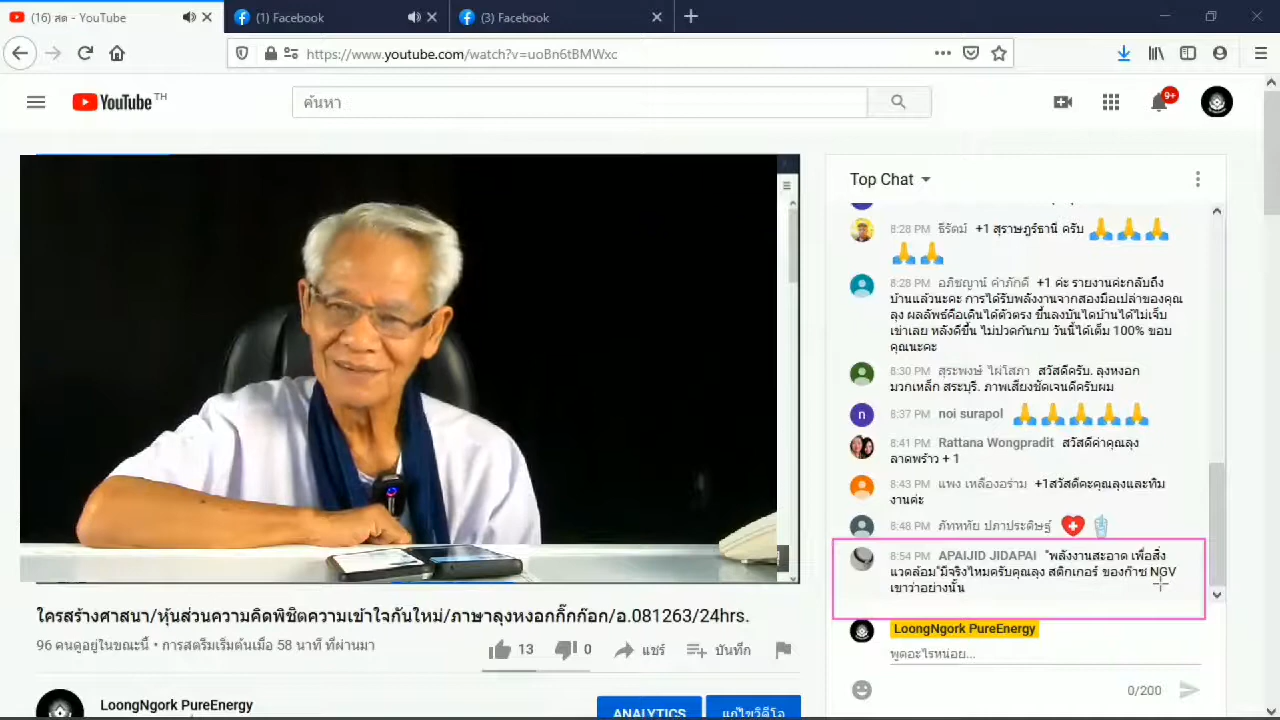 (16) สด - YouTube
(1) Facebook
(3) Facebook
https://www.youtube.com/watch?v=uoBn6tBMWxc
YouTube TH
ค้นหา
9+
Top Chat
8:28 PM ธีรัตม์ +1 สุราษฎร์ธานี ครับ 🙏🙏🙏
🙏🙏
8:28 PM อภิชญาน์ คำภักดี +1 ค่ะ รายงานค่ะกลับถึง
บ้านแล้วนะคะ การได้รับพลังงานจากสองมือเปล่าของคุณ
ลุง ผลลัพธ์คือเดินได้ตัวตรง ขึ้นลงบันไดบ้านได้ไม่เจ็บ
เข่าเลย หลังดีขึ้น ไม่ปวดก้นกบ วันนี้ได้เต็ม 100% ขอบ
คุณนะคะ
8:30 PM สุระพงษ์ ไผ่โสภา สวัสดีครับ. ลุงหงอก
มวกเหล็ก สระบุรี. ภาพเสียงชัดเจนดีครับผม
n
8:37 PM noi surapol 🙏🙏🙏🙏🙏
8:41 PM Rattana Wongpradit สวัสดีค่าคุณลุง
ลาดพร้าว + 1
8:43 PM แพง เหลืองอร่าม +1สวัสดีคะคุณลุงและทีม
งานค่ะ
8:48 PM ภัทททัย ปภาประดิษฐ์
8:54 PM APAIJID JIDAPAI "พลังงานสะอาด เพื่อสิ่ง
แวดล้อม"มีจริงไหมครับคุณลุง สติกเกอร์ ของก๊าซ NGV
เขาว่าอย่างนั้น
LoongNgork PureEnergy
พูดอะไรหน่อย...
0/200
ใครสร้างศาสนา/หุ้นส่วนความคิดพิชิตความเข้าใจกันใหม่/ภาษาลุงหงอกกิ๊กก๊อก/อ.081263/24hrs.
96 คนดูอยู่ในขณะนี้ • การสตรีมเริ่มต้นเมื่อ 58 นาที ที่ผ่านมา
13
0
แชร์
บันทึก
LoongNgork PureEnergy
ANALYTICS
แก้ไขวิดีโอ